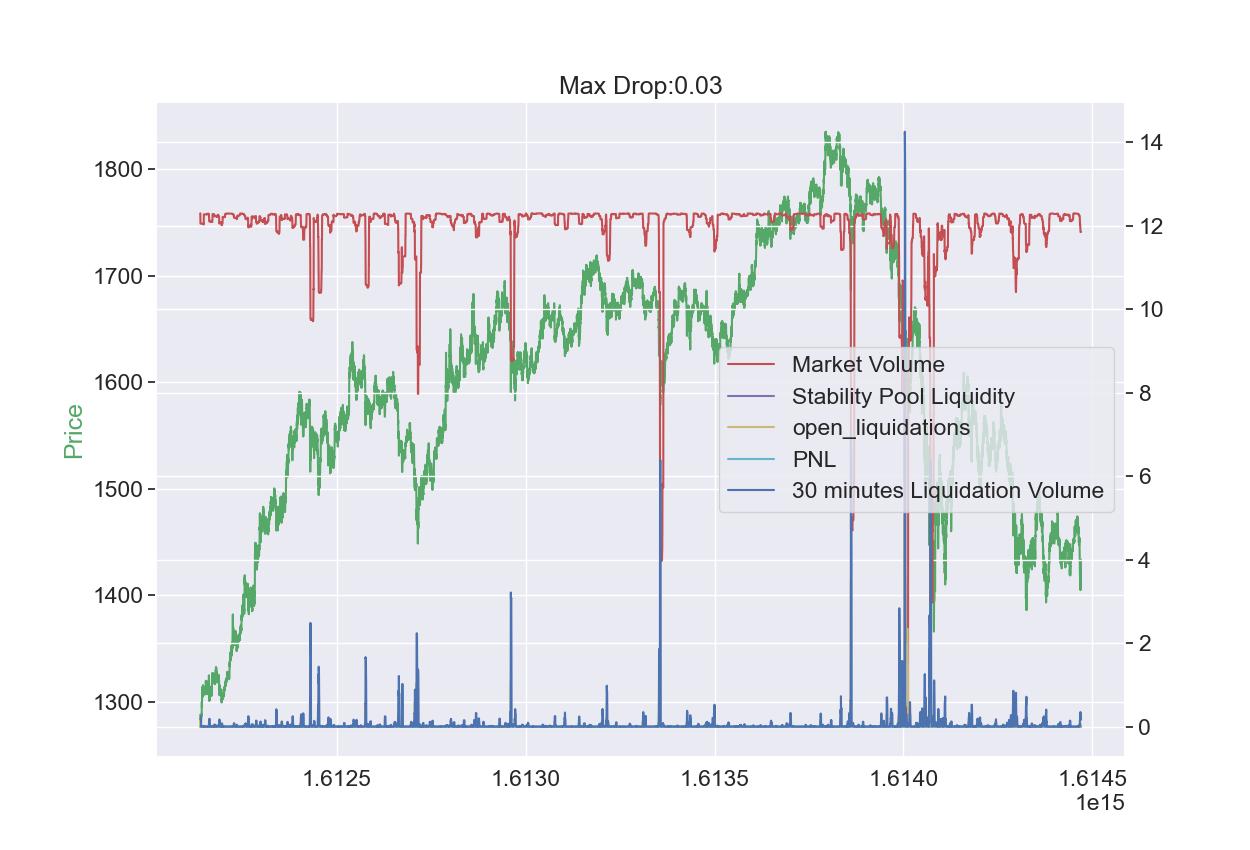 Max Drop:0.03
1800
1700
1600
1500
1400
1300
Price
14
12
10
8
6
4
2
0
Market Volume
Stability Pool Liquidity
open_liquidations
PNL
30 minutes Liquidation Volume
1.6125 1.6130 1.6135 1.6140 1.6145
1e15